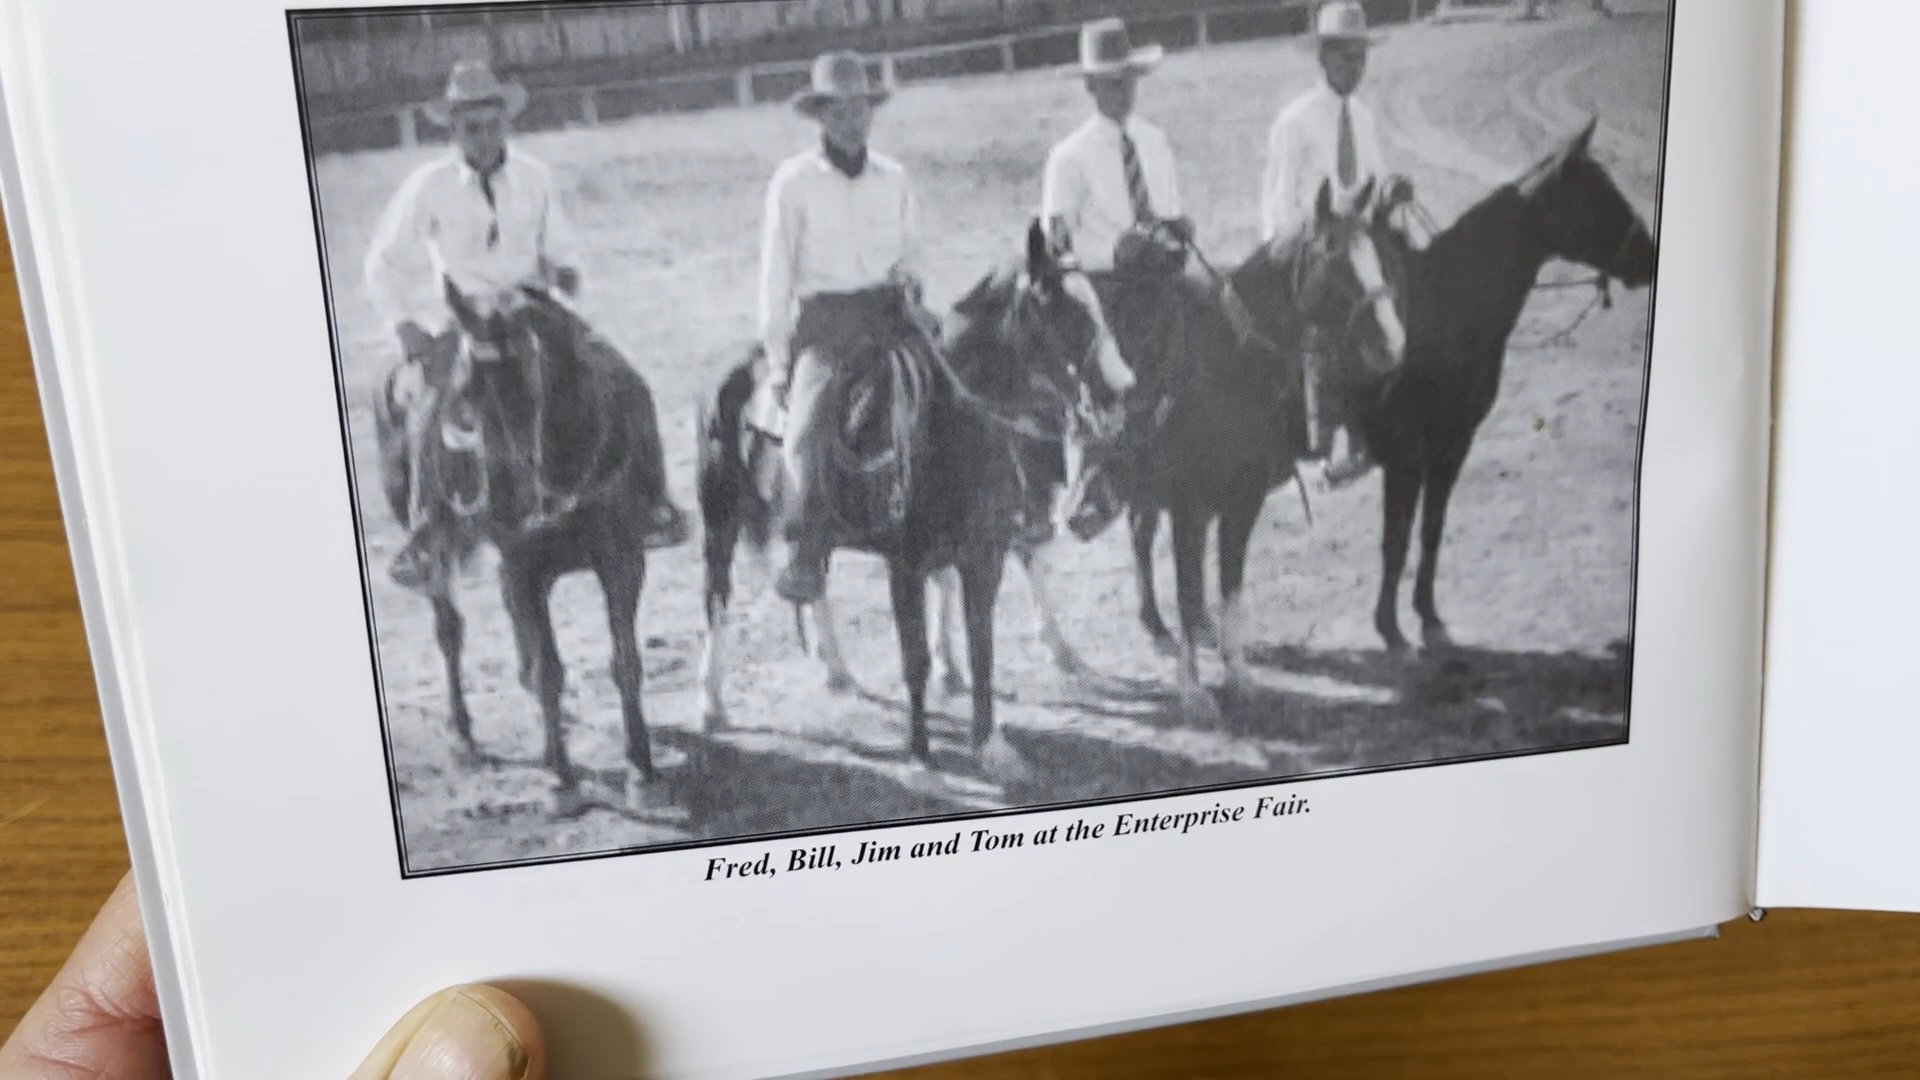 Fred, Bill, Jim and Tom at the Enterprise Fair.